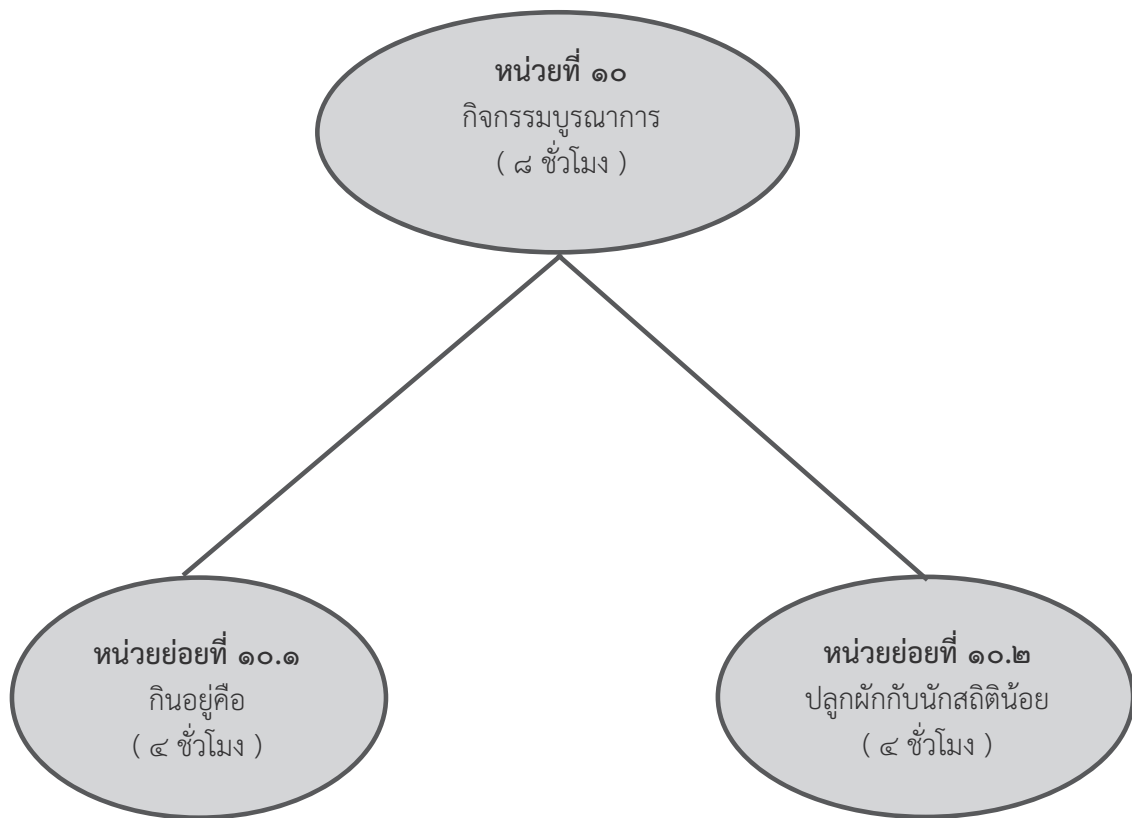 หน่วยที่ ๑๐
กิจกรรมบูรณาการ
( ๘ ชั่วโมง )
หน่วยย่อยที่ ๑๐.๑
กินอยู่คือ
( ๔ ชั่วโมง )
หน่วยย่อยที่ ๑๐.๒
ปลูกผักกับนักสถิติน้อย
( ๔ ชั่วโมง )